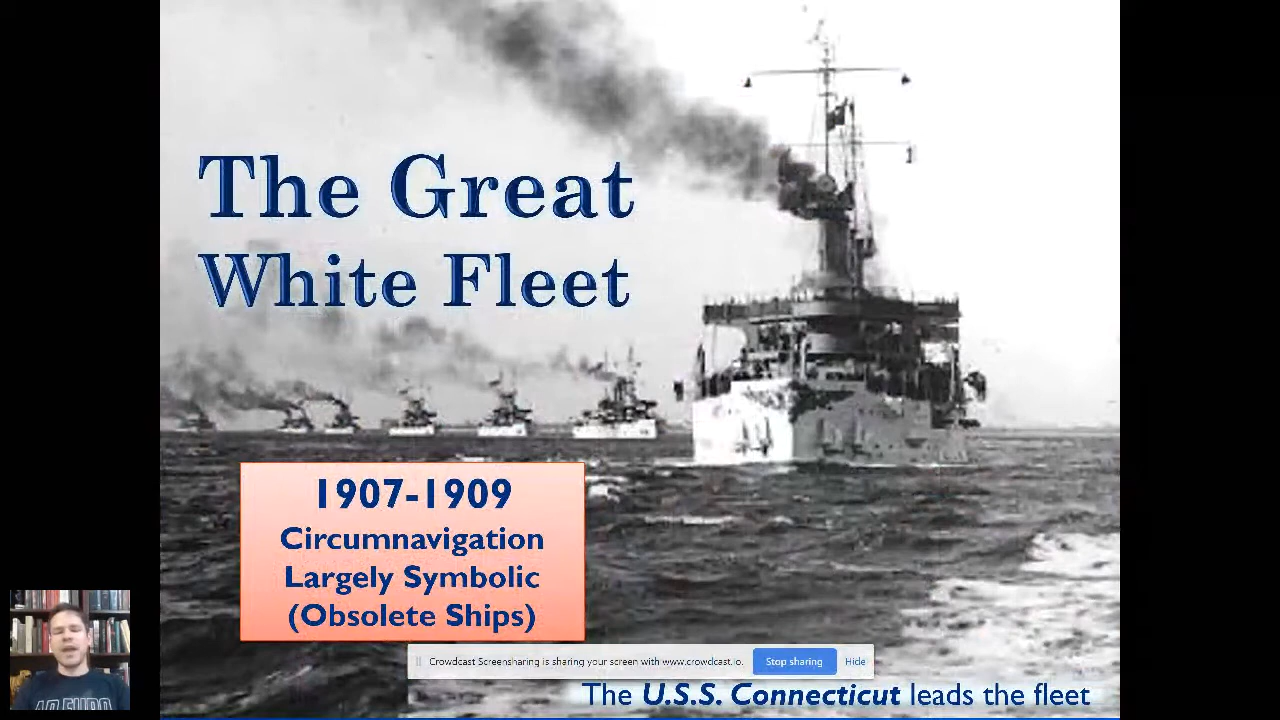 The Great
White Fleet
1907-1909
Circumnavigation
Largely Symbolic
(Obsolete Ships)
Crowdcast Screensharing is sharing your screen with www.crowdcast.io.
Stop sharing
Hide
The U.S.S. Connecticut leads the fleet